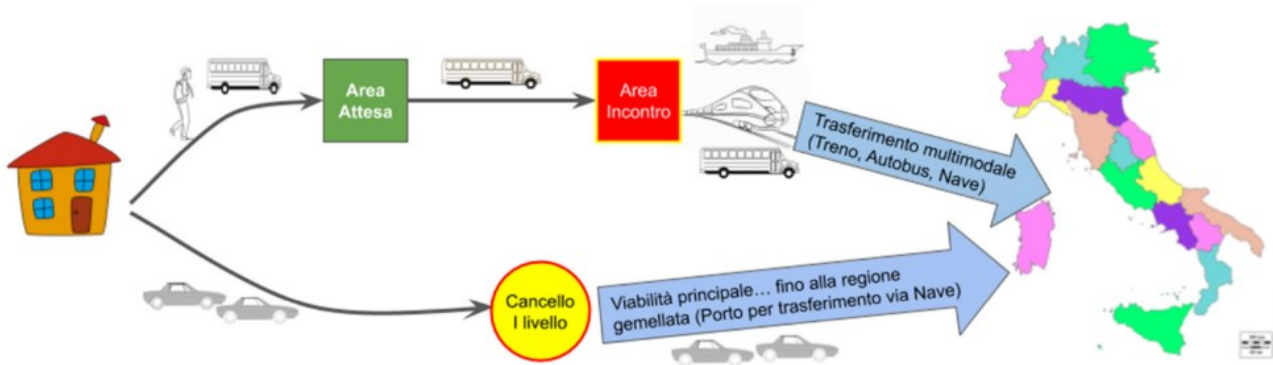 Area
Attesa
Area
Incontro
Trasferimento multimodale
(Treno, Autobus, Nave)
Cancello
I livello
Viabilità principale... fino alla regione
gemellata (Porto per trasferimento via Nave)